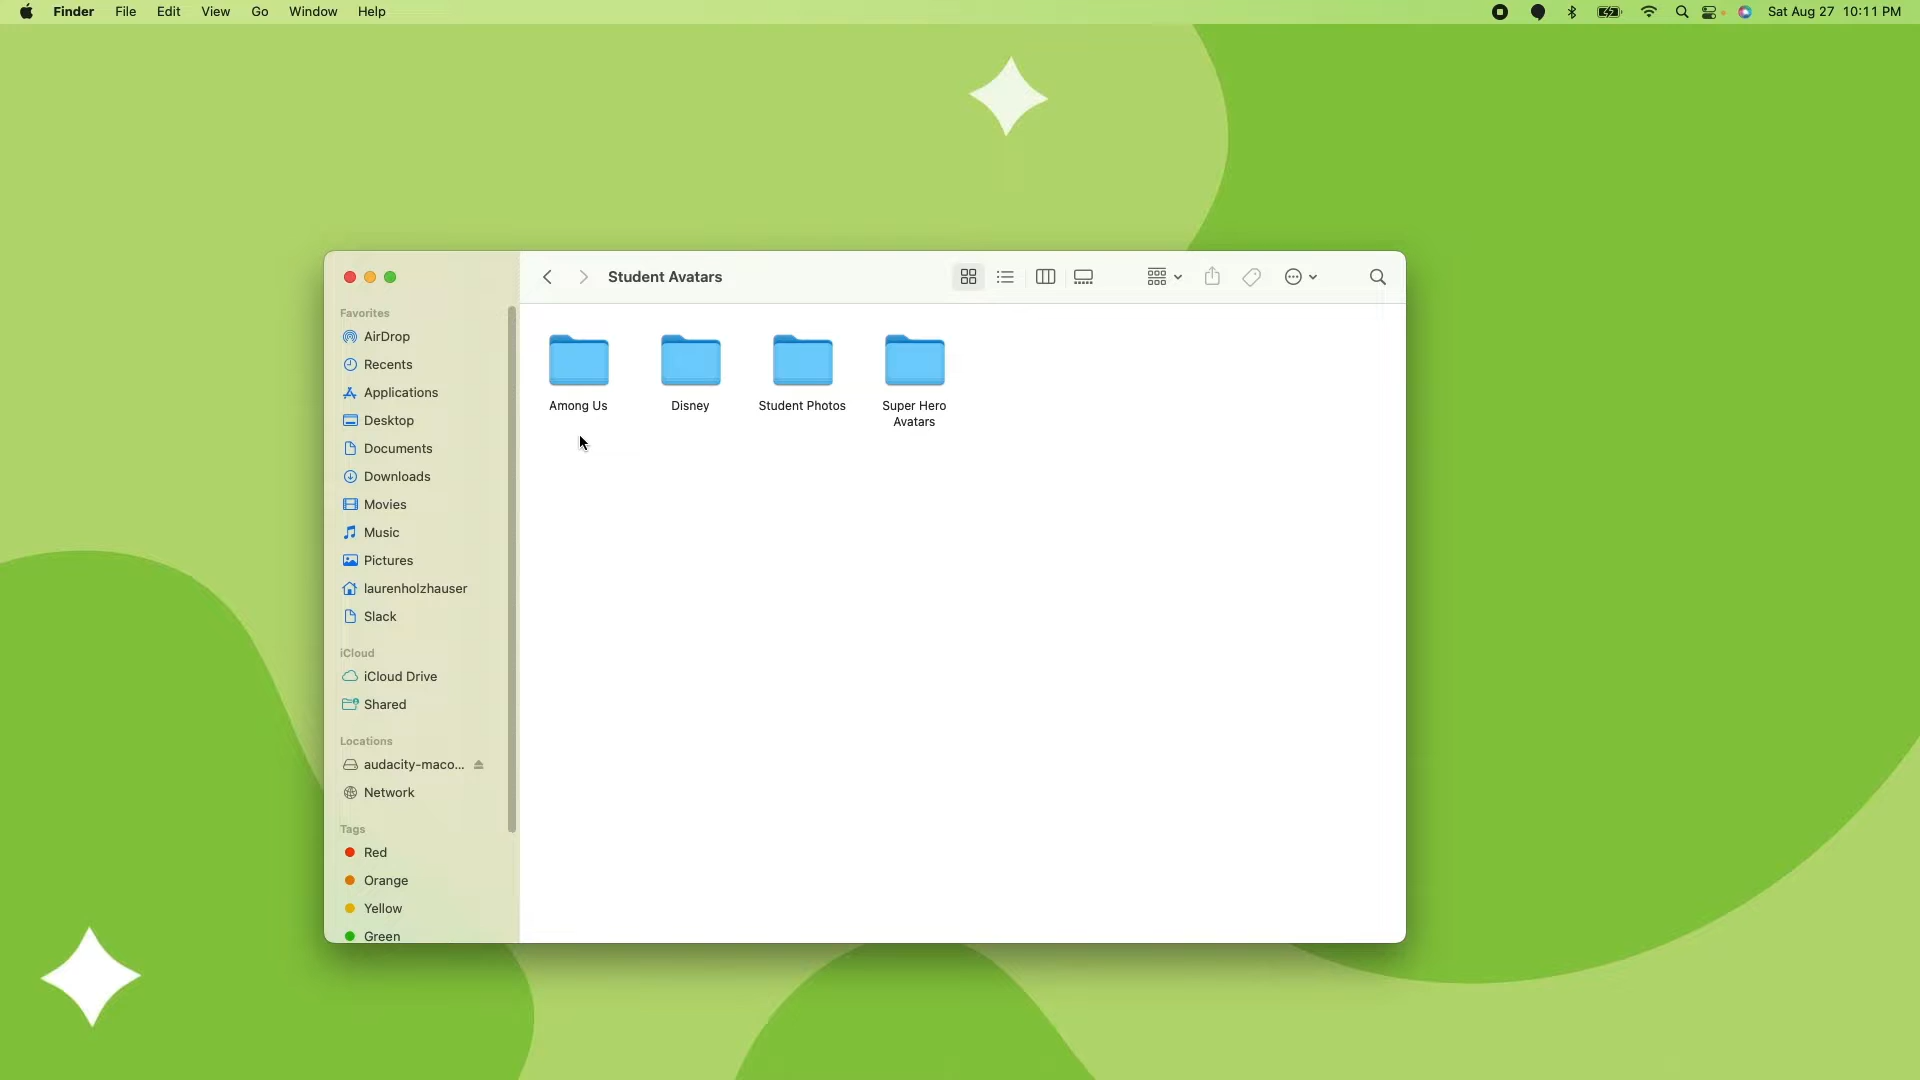 Finder File Edit View Go Window Help Sat Aug 27 10:11 PM
Student Avatars
Favorites
AirDrop
Recents
Applications
Desktop
Documents
Downloads
Movies
Music
Pictures
laurenholzhauser
Slack
iCloud
iCloud Drive
Shared
Locations
audacity-maco...
Network
Tags
Red
Orange
Yellow
Green
Among Us Disney Student Photos Super Hero
Avatars